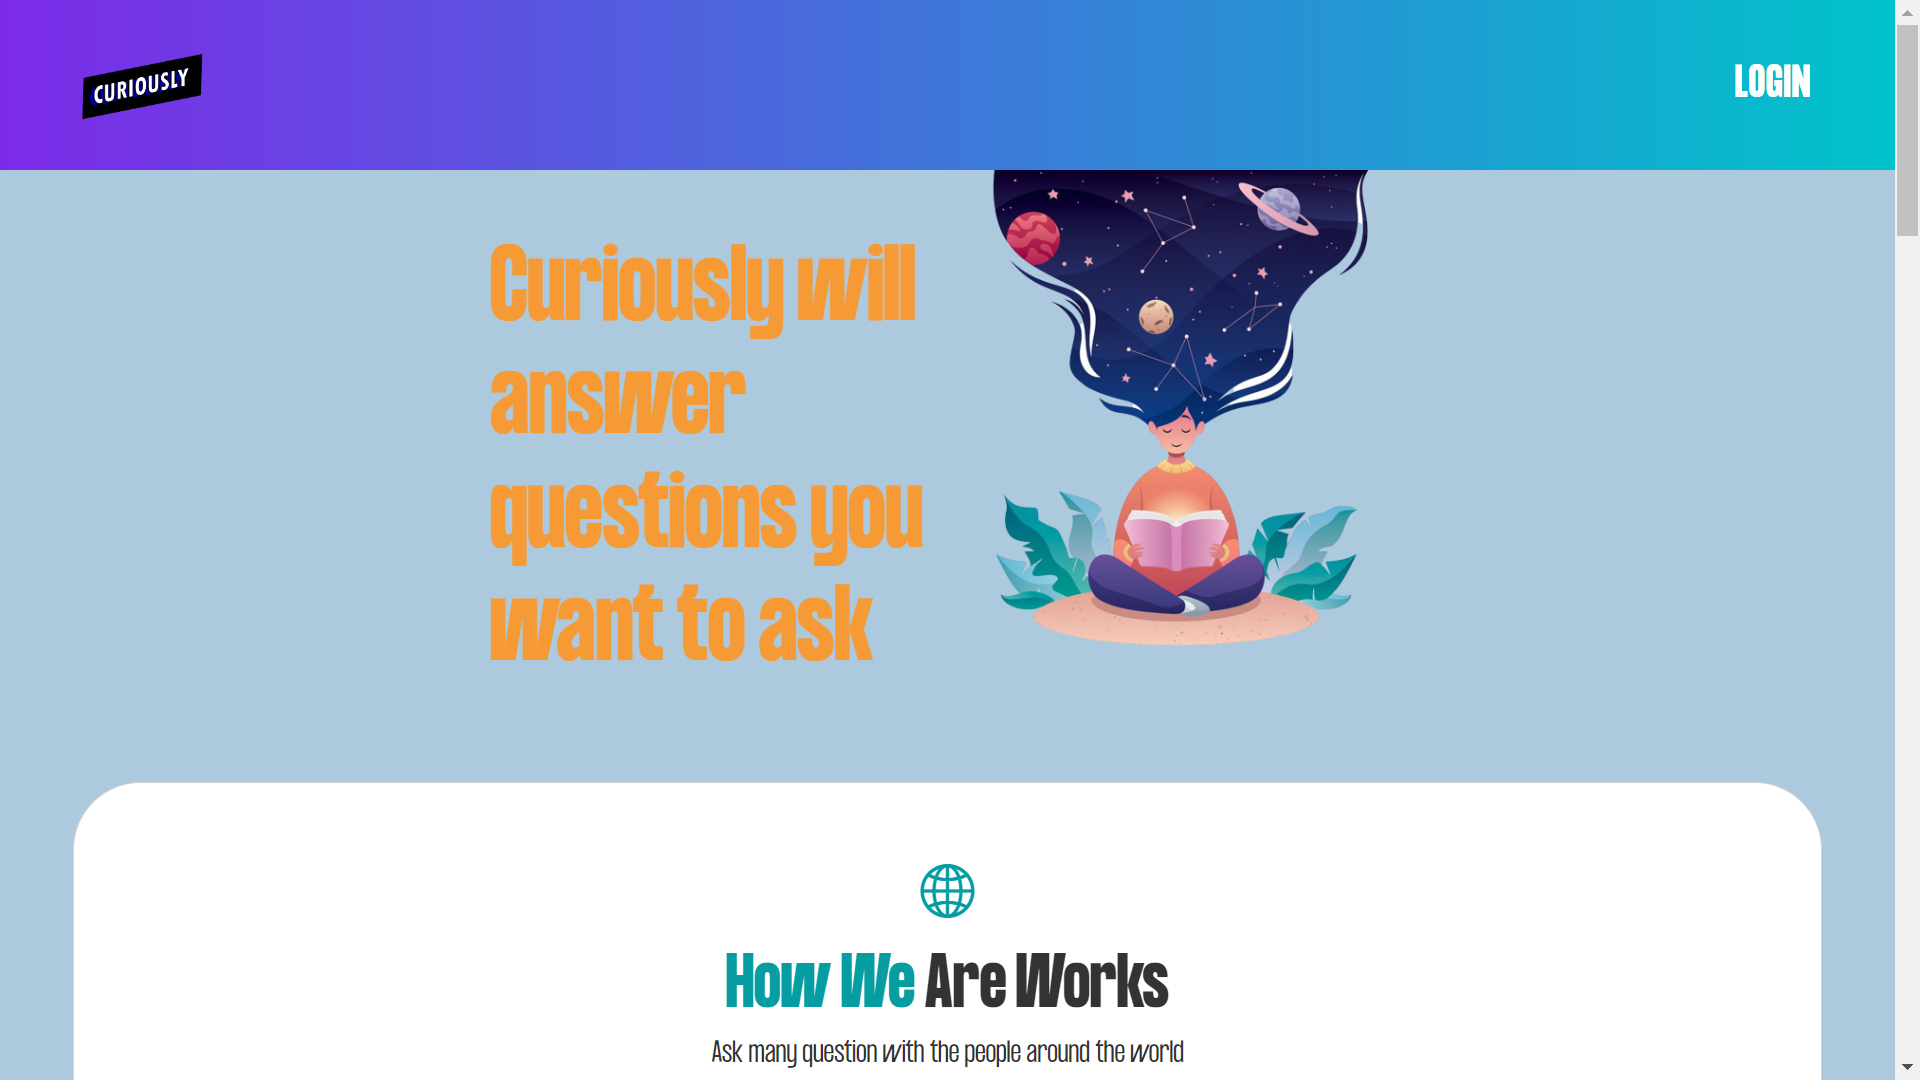 CURIOUSLY
LOGIN
Curiously will
answer
questions you
want to ask
How We Are Works
Ask many question with the people around the world